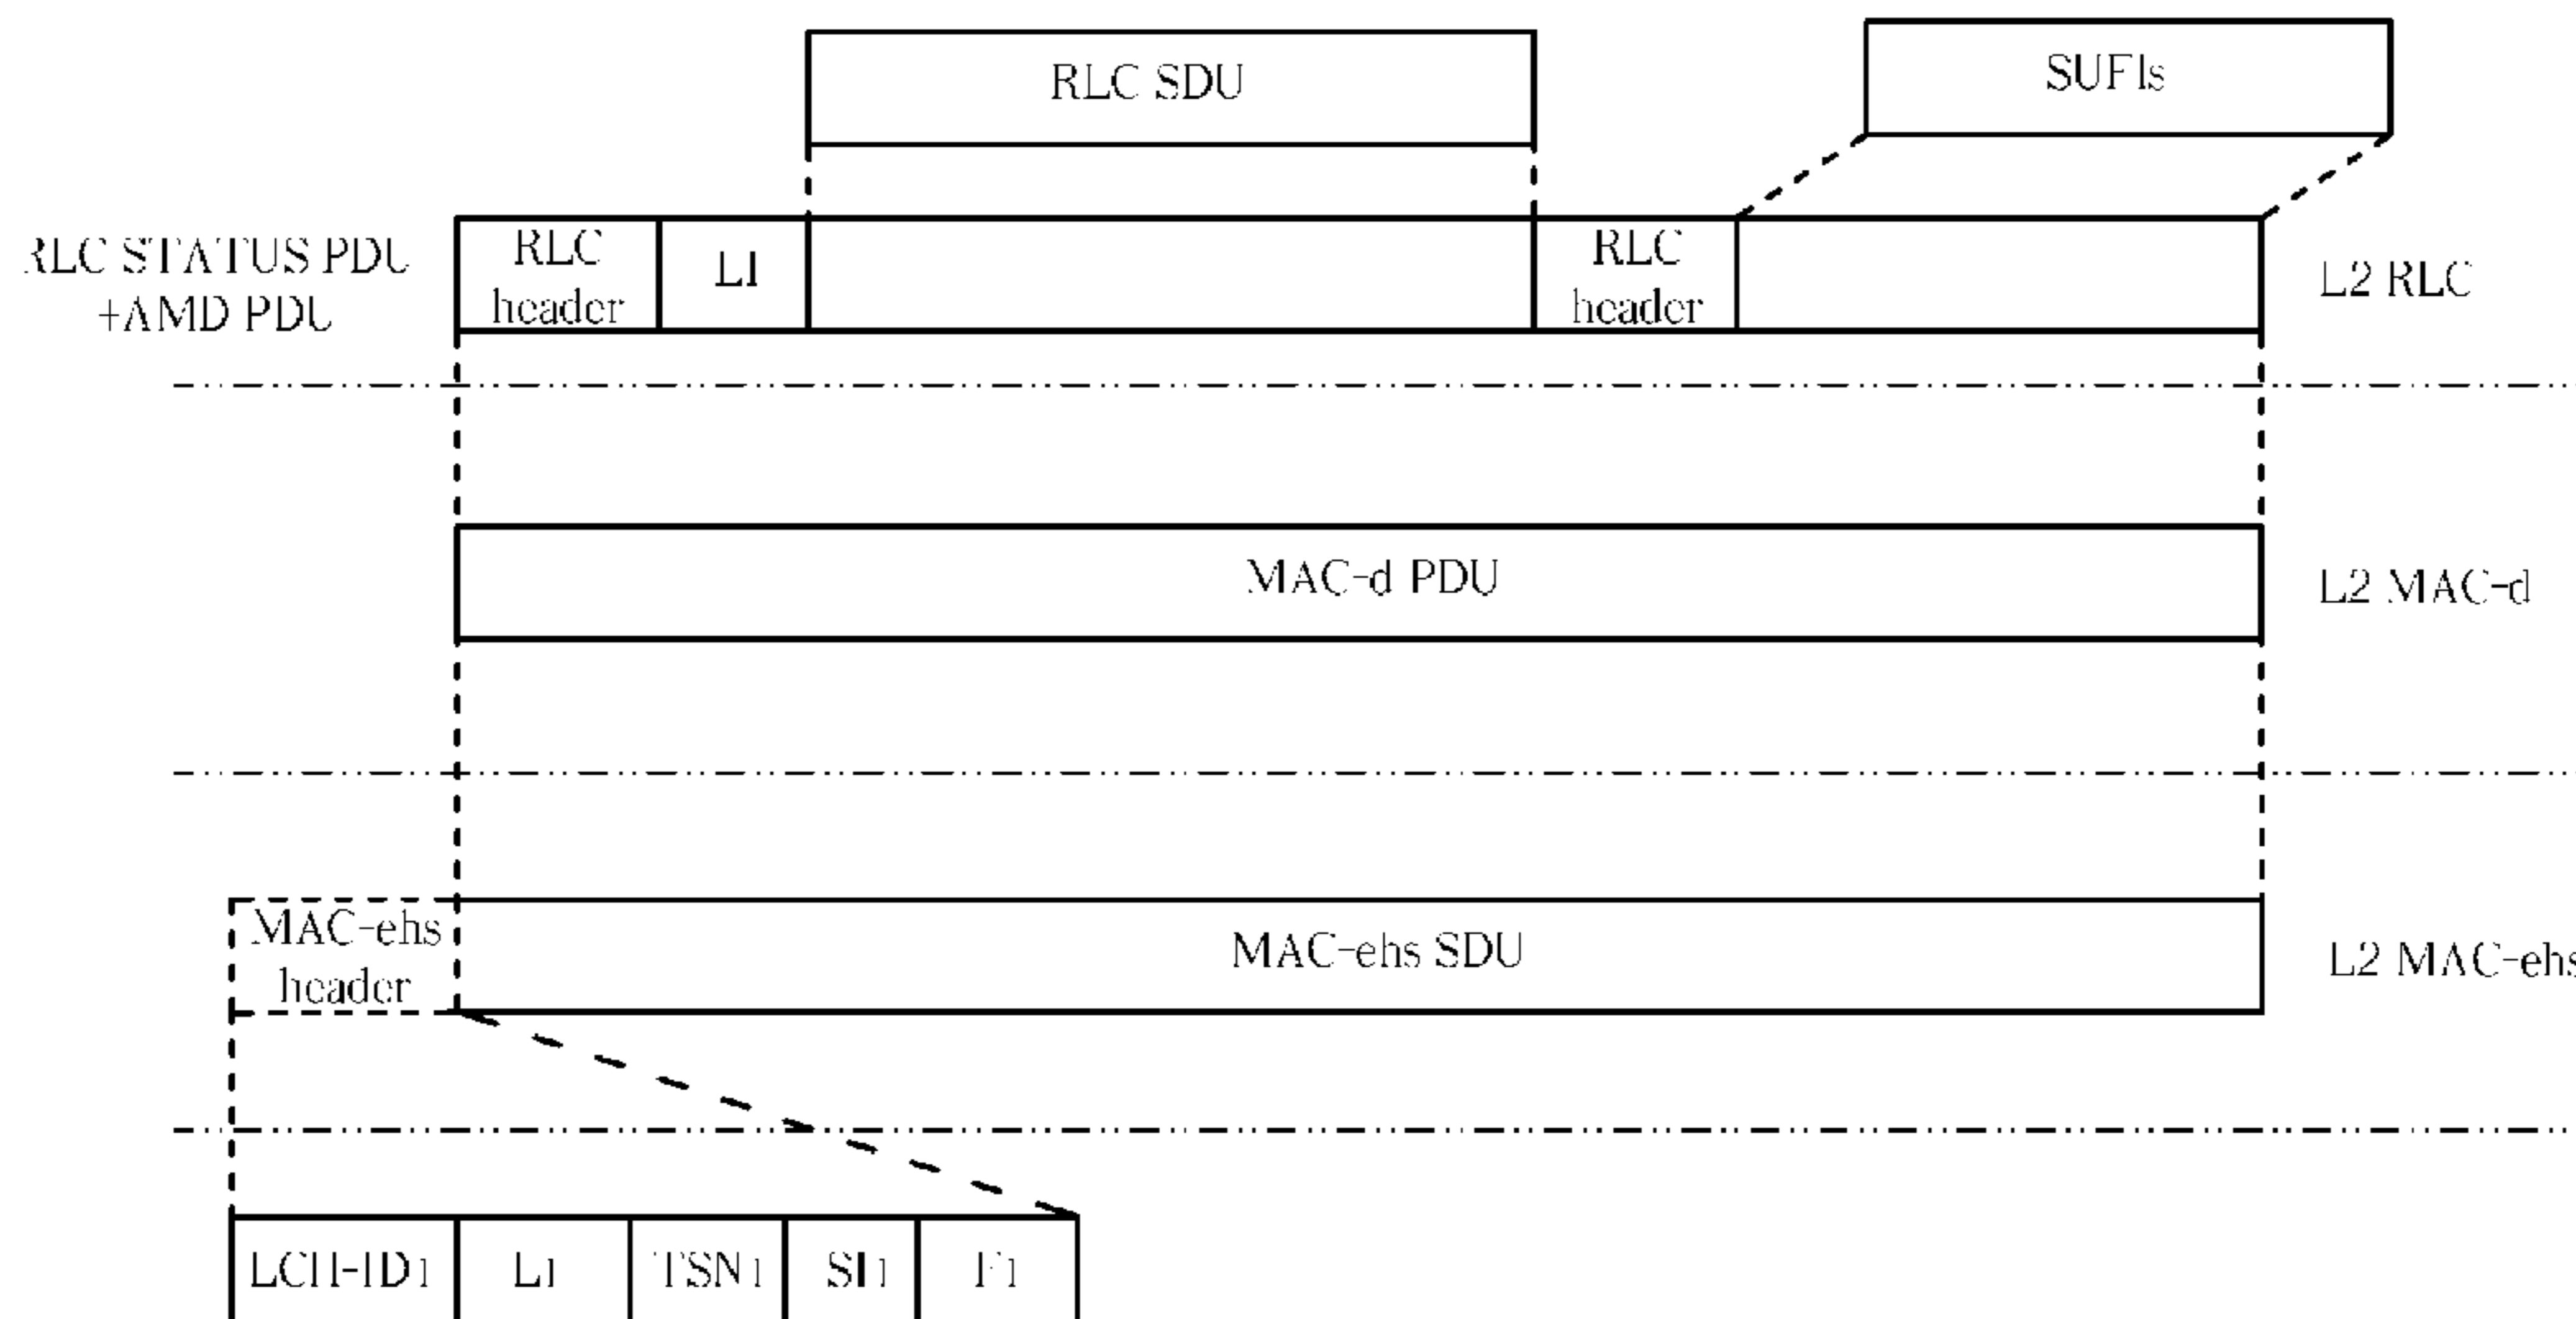 RLC SDU
SUFIs
RLC STATUS PDU
+AMD PDU
RLC
header
LI
RLC
header
L2 RLC
MAC-d PDU
L2 MAC-d
MAC-ehs
header
MAC-ehs SDU
L2 MAC-ehs
LCH-ID1
L1
TSN1
SI1
F1